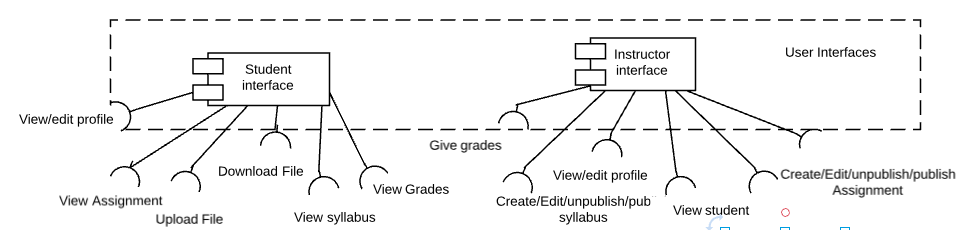 Student
interface
Instructor
interface
User Interfaces
View/edit profile
Give grades
Download File
View/edit profile
Create/Edit/unpublish/publish
Assignment
View Grades
View Assignment
Create/Edit/unpublish/pub
syllabus
View student
Upload File
View syllabus